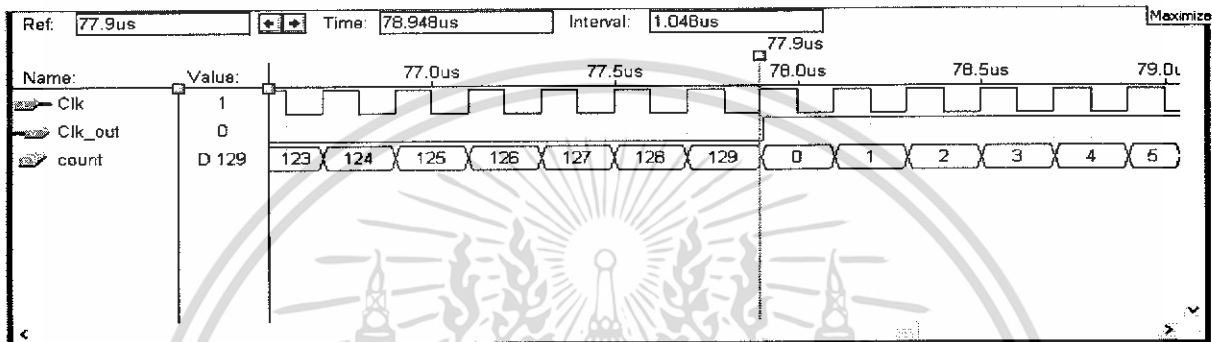 Ref: 77.9us Time: 78.948us Interval: 1.048us Maximize
77.9us
Name: Value: 77.0us 77.5us 78.0us 78.5us 79.0u
Clk 1
Clk_out 0
count D 129 123 124 125 126 127 128 129 0 1 2 3 4 5